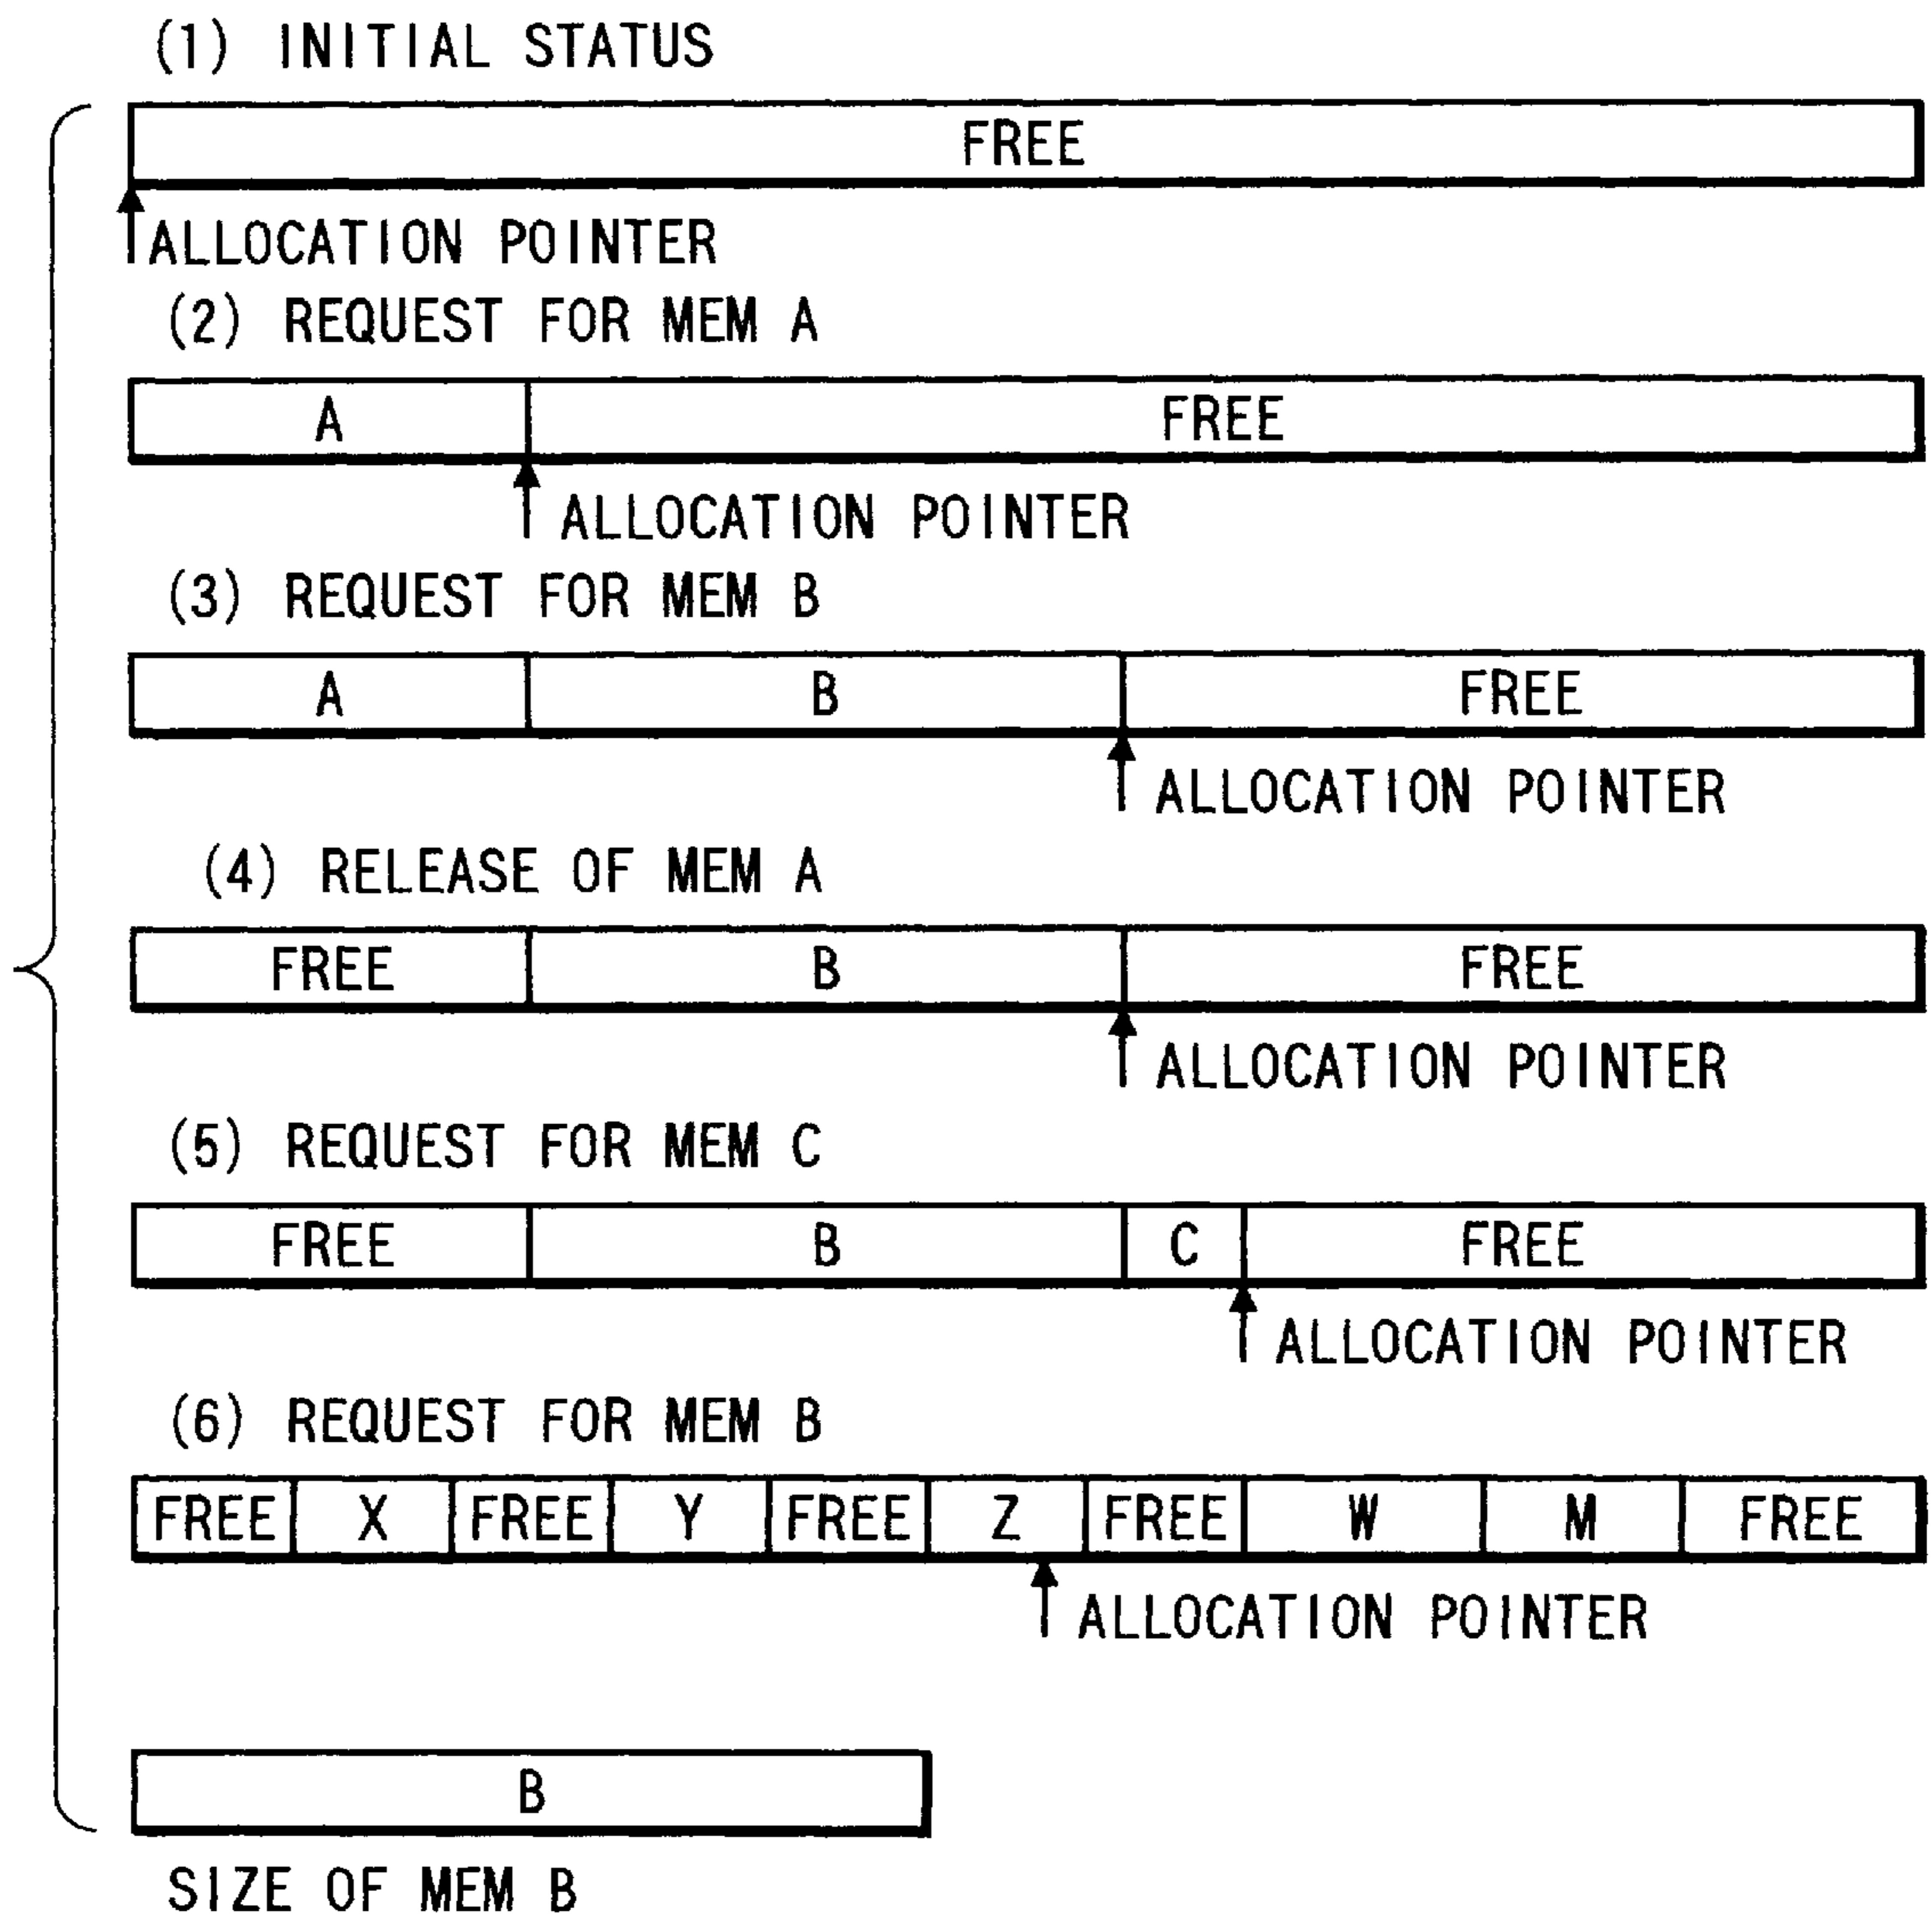 (1) INITIAL STATUS
FREE
ALLOCATION POINTER
(2) REQUEST FOR MEM A
A FREE
ALLOCATION POINTER
(3) REQUEST FOR MEM B
A B FREE
ALLOCATION POINTER
(4) RELEASE OF MEM A
FREE B FREE
ALLOCATION POINTER
(5) REQUEST FOR MEM C
FREE B C FREE
ALLOCATION POINTER
(6) REQUEST FOR MEM B
FREE X FREE Y FREE Z FREE W M FREE
ALLOCATION POINTER
B
SIZE OF MEM B